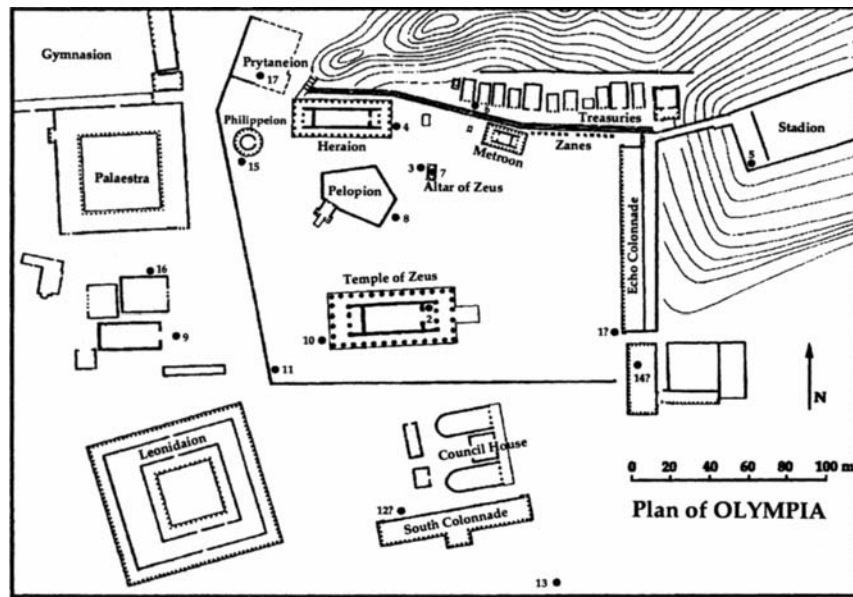 Gymnasion
Prytaneion
17
Philippeion
15
Heraion
4
6
Treasuries
Metroon
Zanes
Stadion
5
Palaestra
3
7
Altar of Zeus
Pelopion
8
Echo Colonnade
16
Temple of Zeus
2
9
10
1?
11
14?
N
Leonidaion
Council House
0 20 40 60 80 100 m
12?
South Colonnade
Plan of OLYMPIA
13